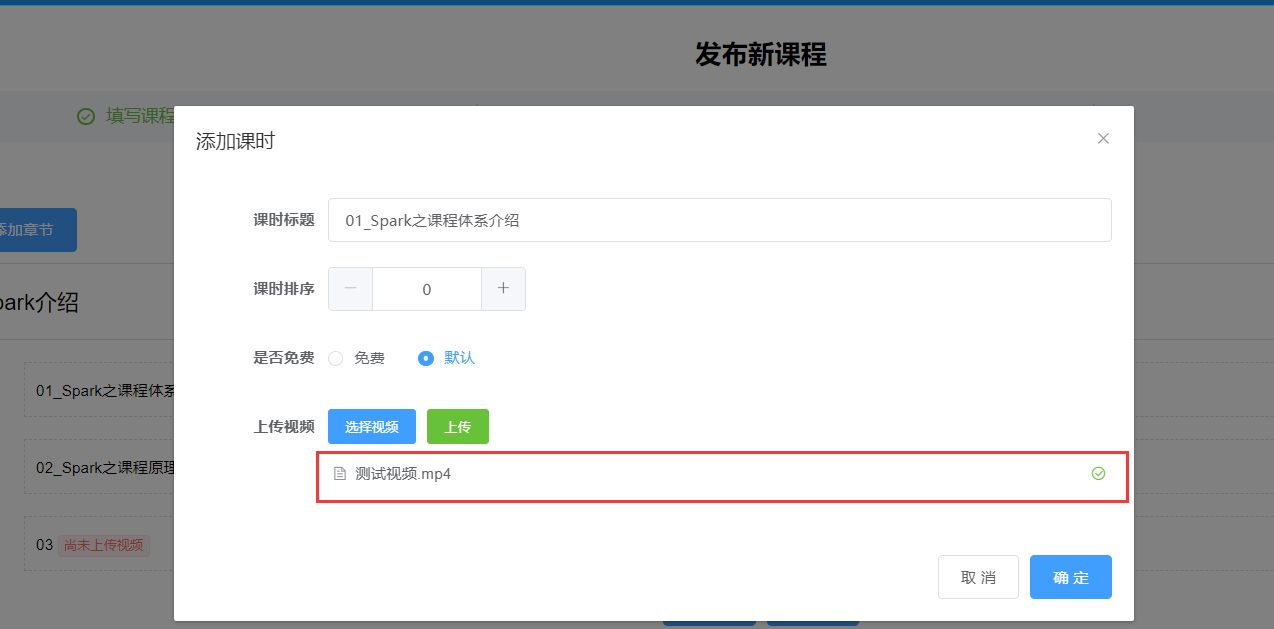 发布新课程
填写课程
添加课时
添加章节
课时标题 01_Spark之课程体系介绍
课时排序 0
park介绍
是否免费 免费 默认
01_Spark之课程体系
上传视频 选择视频 上传
02_Spark之课程原理
测试视频.mp4
03 尚未上传视频
取消 确定